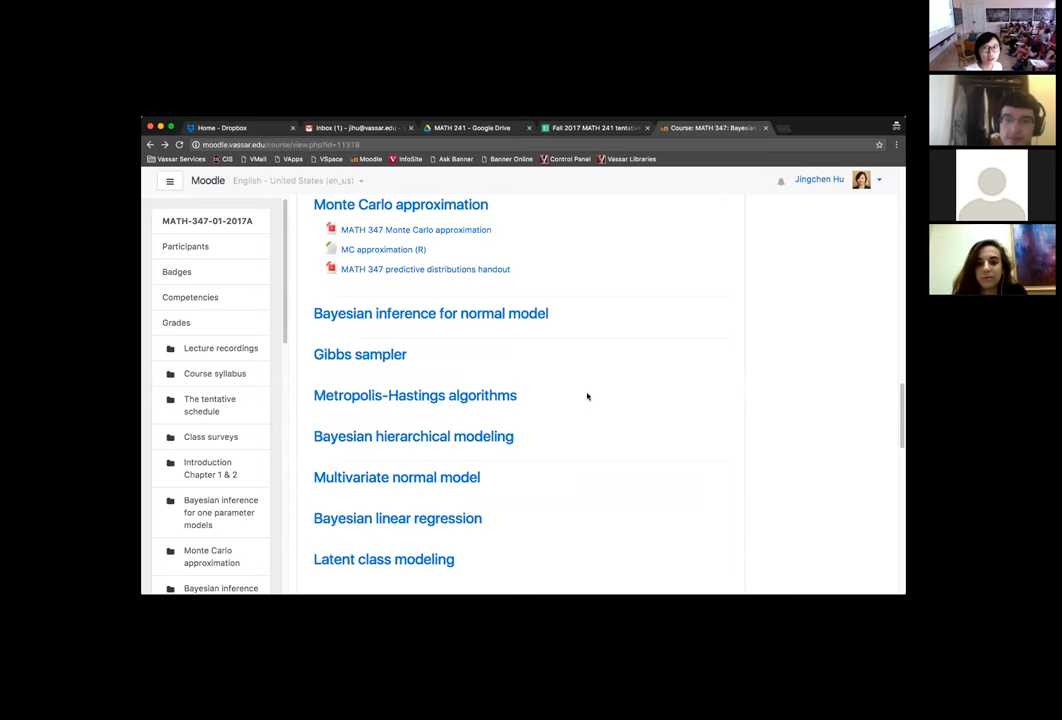 Home - Dropbox
Inbox (1) - jihu@vassar.edu -
MATH 241 - Google Drive
Fall 2017 MATH 241 tentative
Course: MATH 347: Bayesian
moodle.vassar.edu/course/view.php?id=11378
Vassar Services
CIS
VMail
VApps
VSpace
Moodle
InfoSite
Ask Banner
Banner Online
Control Panel
Vassar Libraries
Moodle
English - United States (en_us)
Jingchen Hu
MATH-347-01-2017A
Participants
Badges
Competencies
Grades
Lecture recordings
Course syllabus
The tentative
schedule
Class surveys
Introduction
Chapter 1 & 2
Bayesian inference
for one parameter
models
Monte Carlo
approximation
Bayesian inference
Monte Carlo approximation
MATH 347 Monte Carlo approximation
MC approximation (R)
MATH 347 predictive distributions handout
Bayesian inference for normal model
Gibbs sampler
Metropolis-Hastings algorithms
Bayesian hierarchical modeling
Multivariate normal model
Bayesian linear regression
Latent class modeling